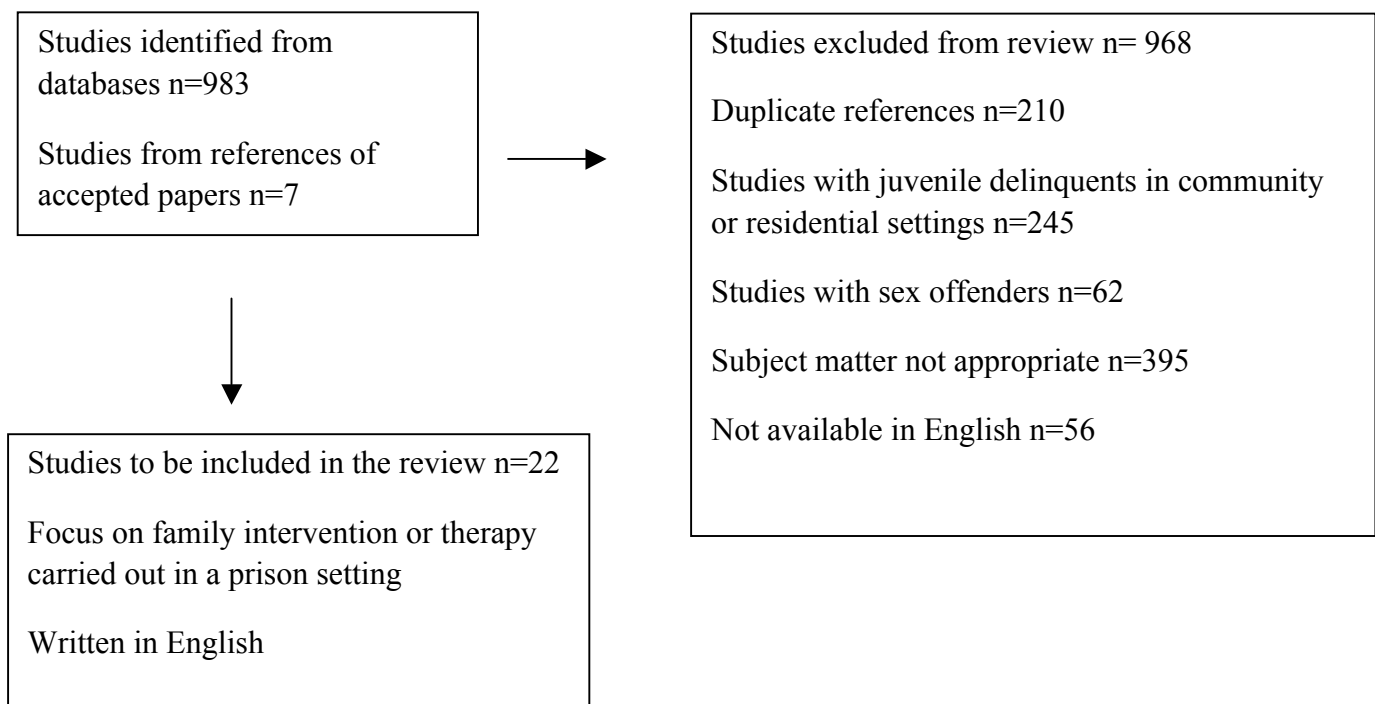 Studies identified from
databases n=983
Studies from references of
accepted papers n=7
Studies excluded from review n= 968
Duplicate references n=210
Studies with juvenile delinquents in community
or residential settings n=245
Studies with sex offenders n=62
Subject matter not appropriate n=395
Not available in English n=56
Studies to be included in the review n=22
Focus on family intervention or therapy
carried out in a prison setting
Written in English